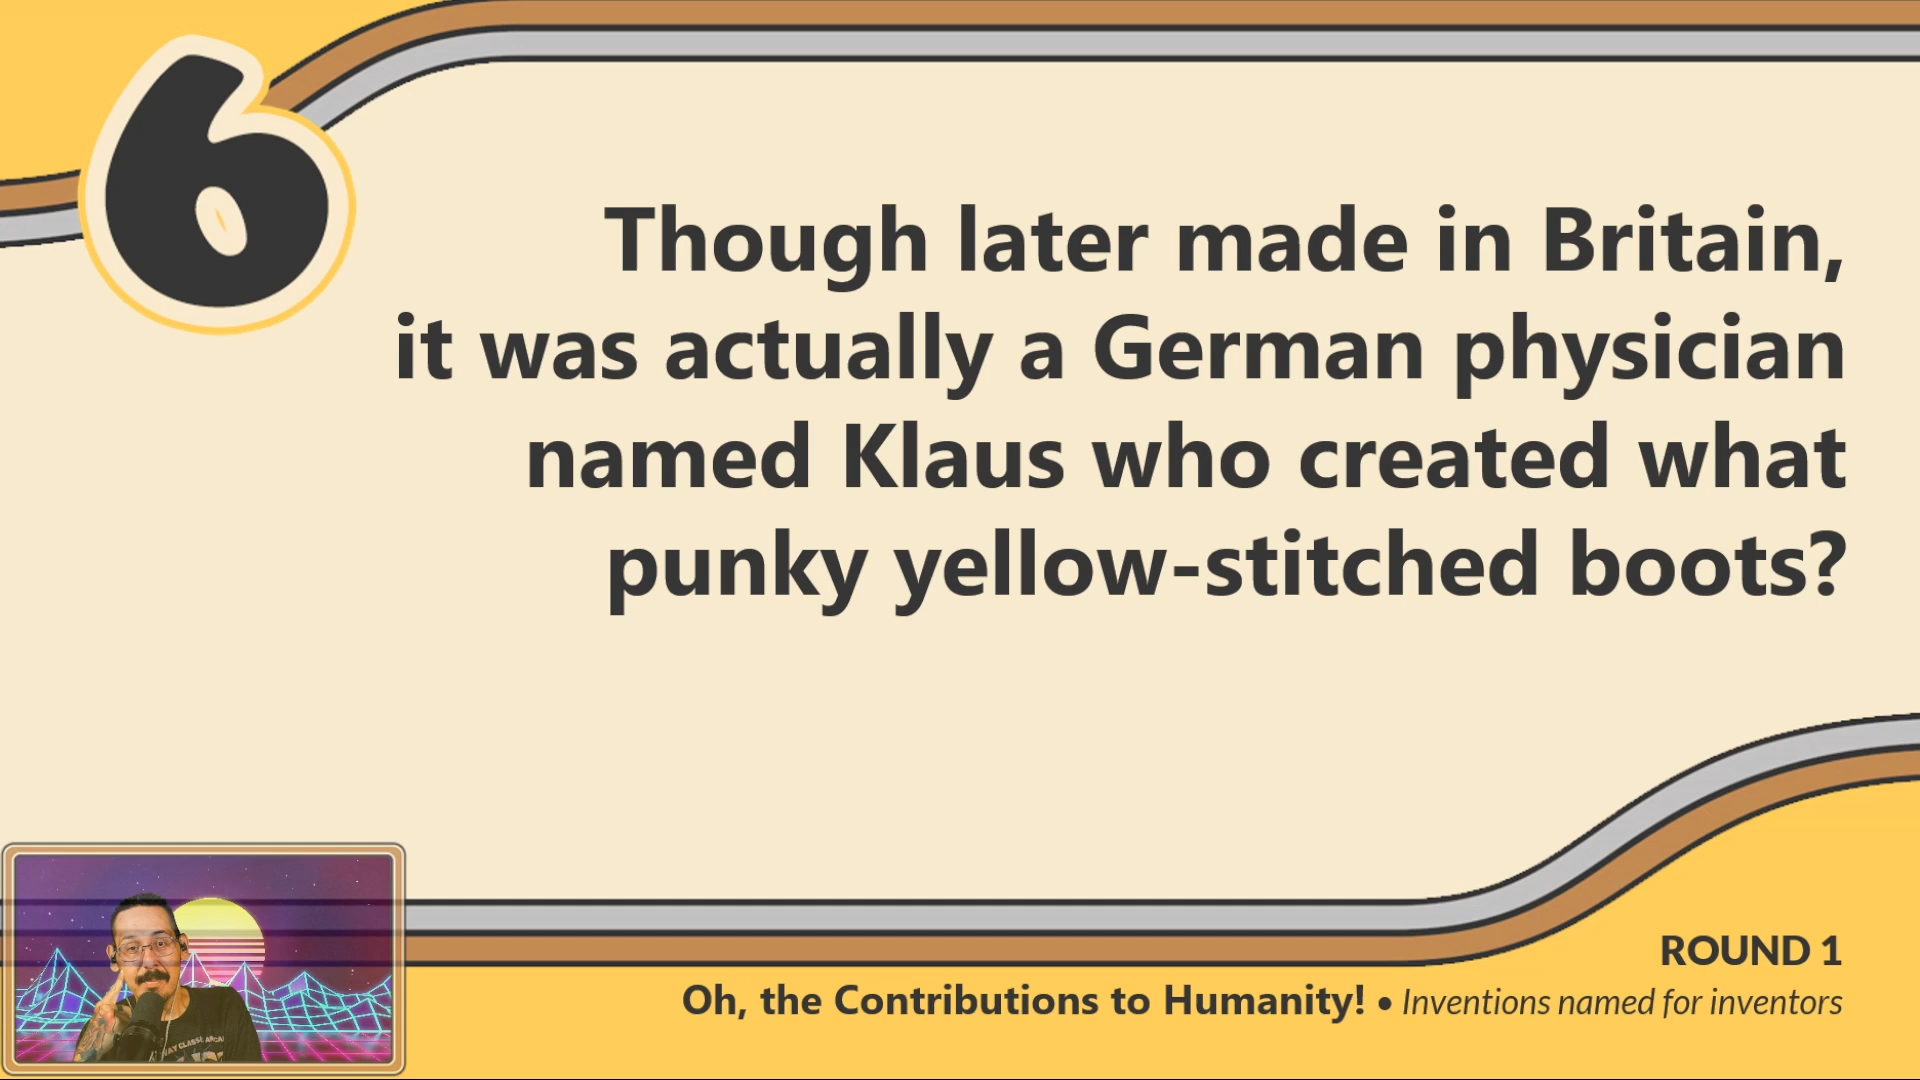 6
Though later made in Britain,
it was actually a German physician
named Klaus who created what
punky yellow-stitched boots?
ROUND 1
Oh, the Contributions to Humanity! • Inventions named for inventors